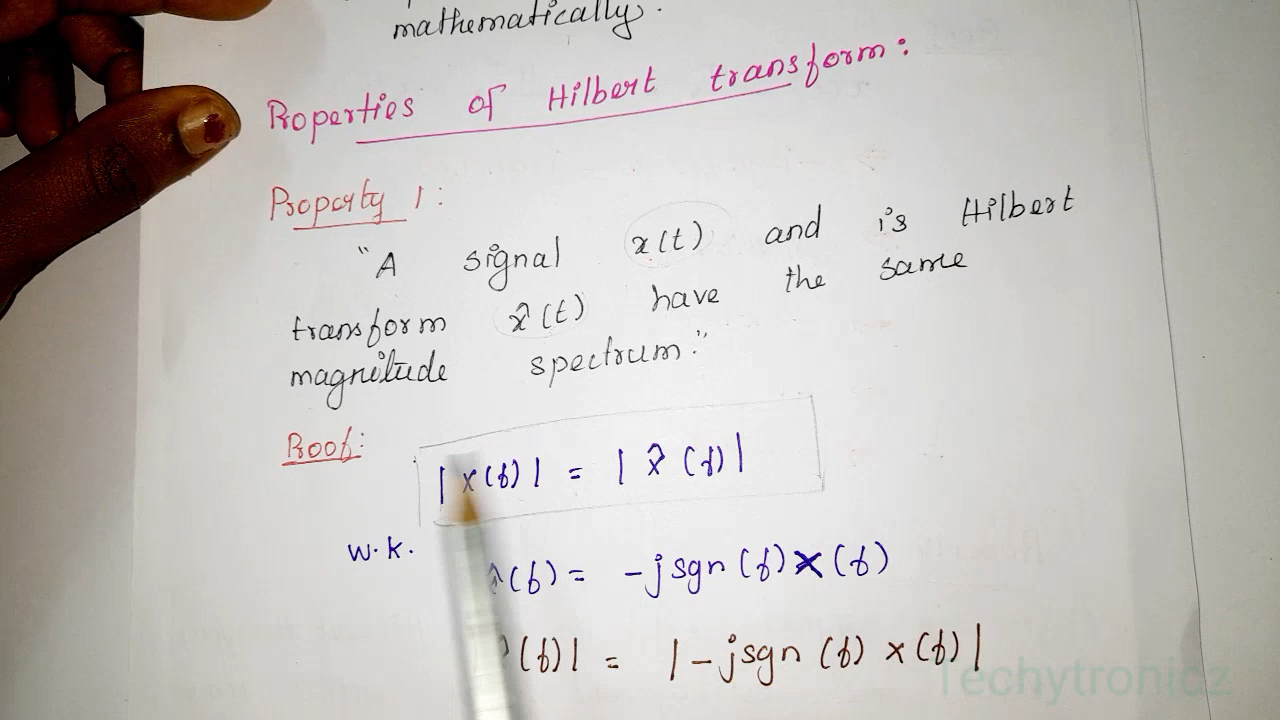 mathematically.
Properties of Hilbert transform:
Property 1:
"A signal x(t) and is Hilbert
transform x̂(t) have the same
magnitude spectrum."
Proof:
|X(f)| = |X̂(f)|
W.K.
(f) = -jsgn(f)X(f)
(f)| = |-jsgn(f) X(f)|
Techytronicz